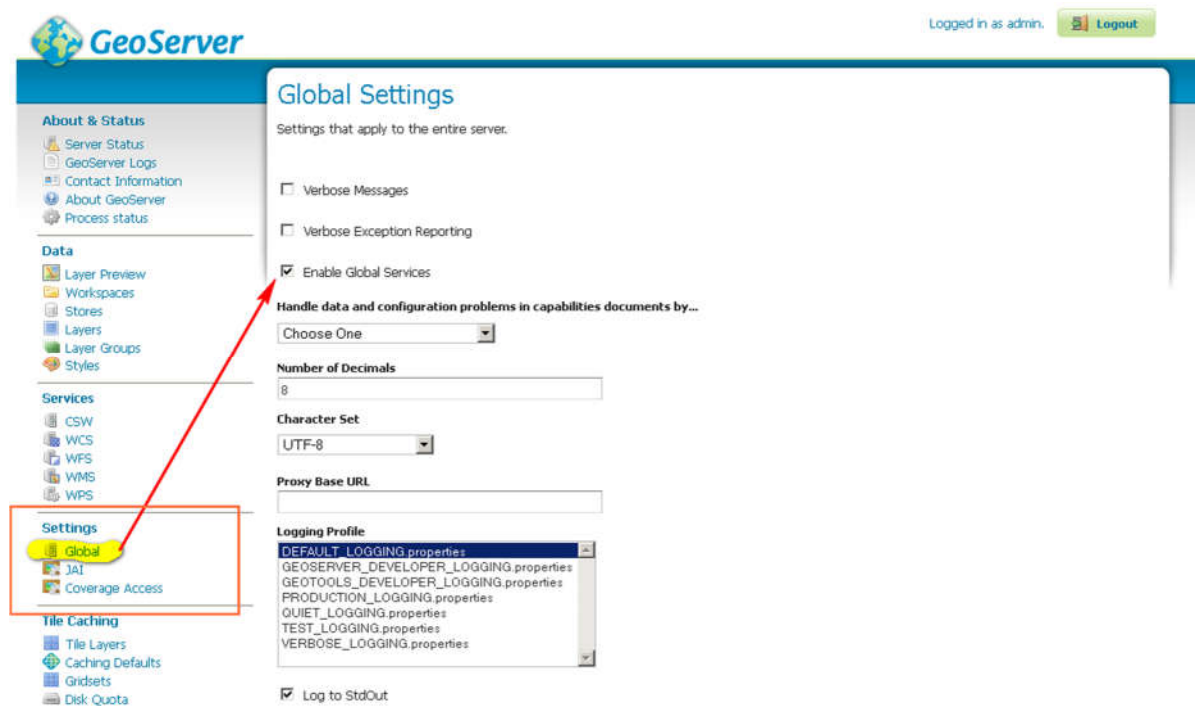 GeoServer
Logged in as admin.
Logout
About & Status
Server Status
GeoServer Logs
Contact Information
About GeoServer
Process status
Data
Layer Preview
Workspaces
Stores
Layers
Layer Groups
Styles
Services
CSW
WCS
WFS
WMS
WPS
Settings
Global
JAI
Coverage Access
Tile Caching
Tile Layers
Caching Defaults
Gridsets
Disk Quota
Global Settings
Settings that apply to the entire server.
Verbose Messages
Verbose Exception Reporting
Enable Global Services
Handle data and configuration problems in capabilities documents by...
Choose One
Number of Decimals
8
Character Set
UTF-8
Proxy Base URL
Logging Profile
DEFAULT_LOGGING.properties
GEOSERVER_DEVELOPER_LOGGING.properties
GEOTOOLS_DEVELOPER_LOGGING.properties
PRODUCTION_LOGGING.properties
QUIET_LOGGING.properties
TEST_LOGGING.properties
VERBOSE_LOGGING.properties
Log to StdOut